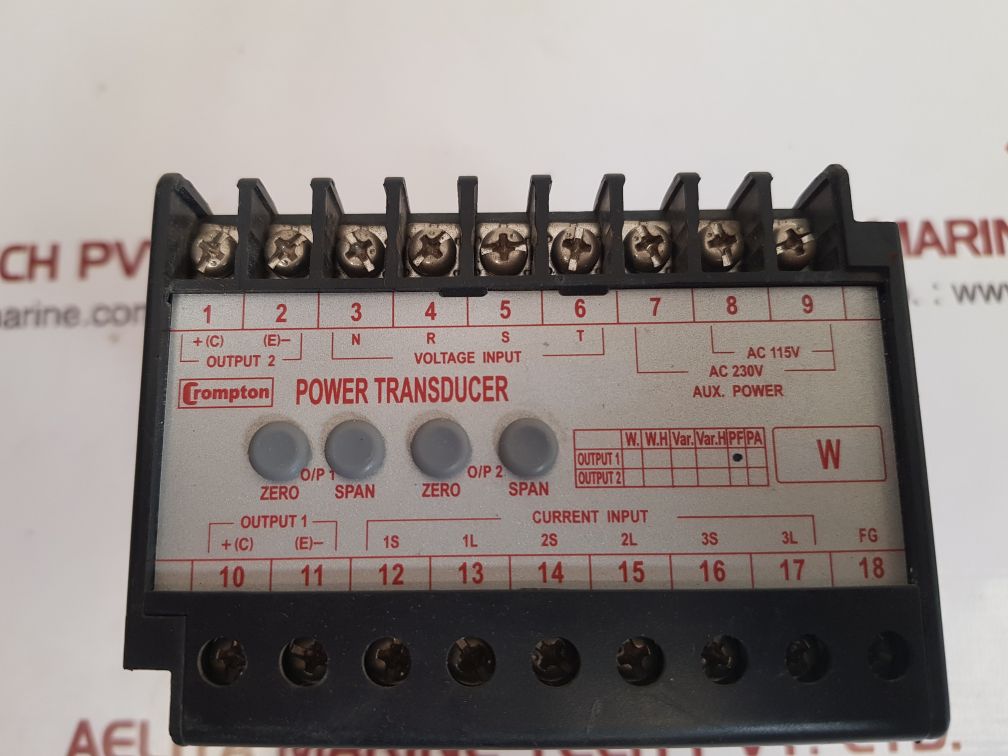 CH PV
MARIN
arine.com
. : www
1 2 3 4 5 6 7 8 9
+(C) (E)− N R S T
OUTPUT 2 VOLTAGE INPUT AC 115V
AC 230V
AUX. POWER
Crompton POWER TRANSDUCER
W. W.H Var. Var.H PF PA
OUTPUT 1
OUTPUT 2
W
O/P 1 O/P 2
ZERO SPAN ZERO SPAN
OUTPUT 1 CURRENT INPUT
+(C) (E)− 1S 1L 2S 2L 3S 3L FG
10 11 12 13 14 15 16 17 18